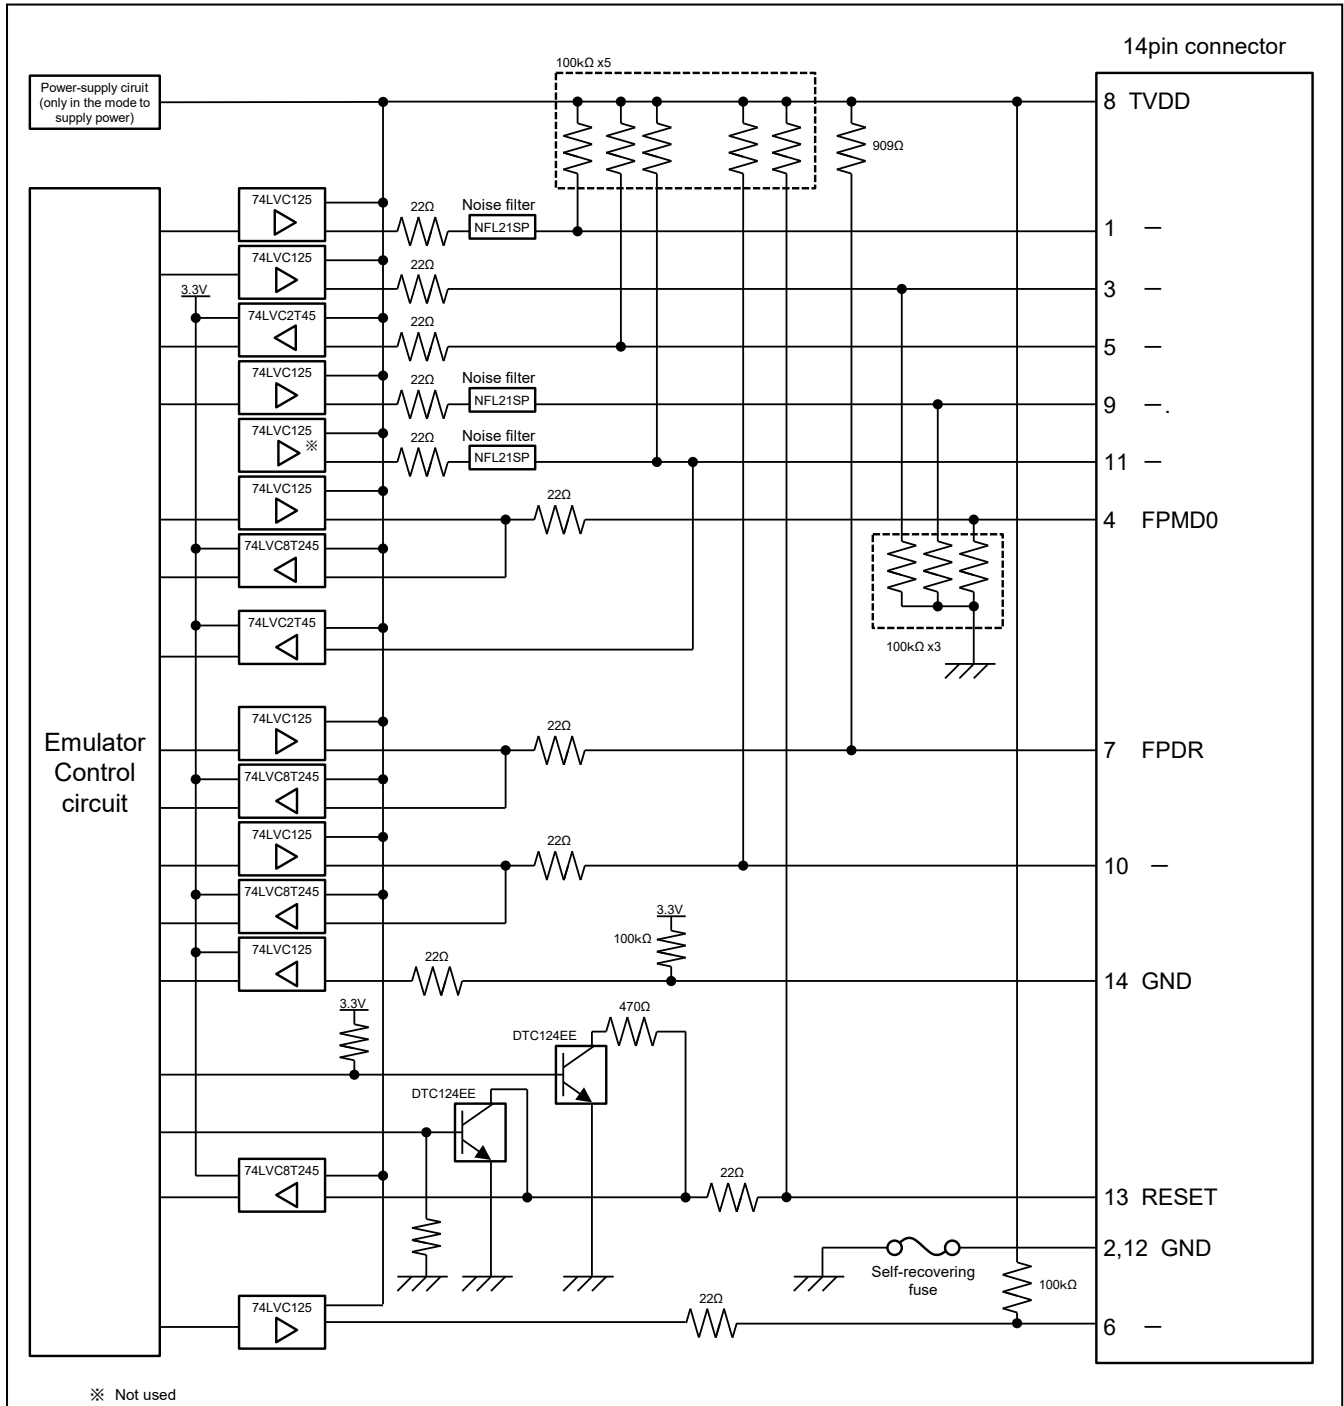 14pin connector
100kΩ x5
Power-supply ciruit
(only in the mode to
supply power)
8 TVDD
909Ω
74LVC125
22Ω
Noise filter
NFL21SP
1 —
74LVC125
22Ω
3 —
3.3V
74LVC2T45
22Ω
5 —
74LVC125
22Ω
Noise filter
NFL21SP
9 —.
74LVC125
※
22Ω
Noise filter
NFL21SP
11 —
74LVC125
22Ω
4 FPMD0
74LVC8T245
74LVC2T45
100kΩ x3
Emulator
Control
circuit
74LVC125
22Ω
7 FPDR
74LVC8T245
74LVC125
22Ω
10 —
74LVC8T245
3.3V
100kΩ
74LVC125
22Ω
14 GND
3.3V
470Ω
DTC124EE
DTC124EE
74LVC8T245
22Ω
13 RESET
2,12 GND
Self-recovering
fuse
100kΩ
74LVC125
22Ω
6 —
※ Not used